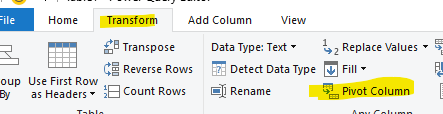 File
Home
Transform
Add Column
View
Transpose
Reverse Rows
Count Rows
Use First Row
as Headers
By
Data Type: Text
Detect Data Type
Rename
Replace Values
Fill
Pivot Column
Table
Any Column